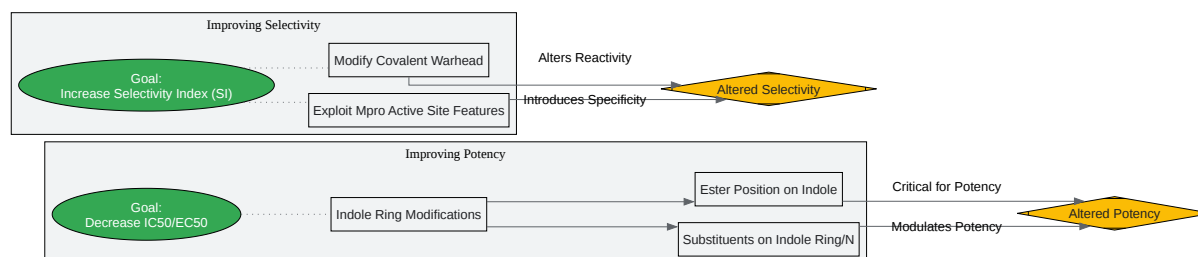 Improving Selectivity
Goal:
Increase Selectivity Index (SI)
Modify Covalent Warhead
Exploit Mpro Active Site Features
Alters Reactivity
Introduces Specificity
Altered Selectivity
Improving Potency
Goal:
Decrease IC50/EC50
Indole Ring Modifications
Ester Position on Indole
Substituents on Indole Ring/N
Critical for Potency
Modulates Potency
Altered Potency